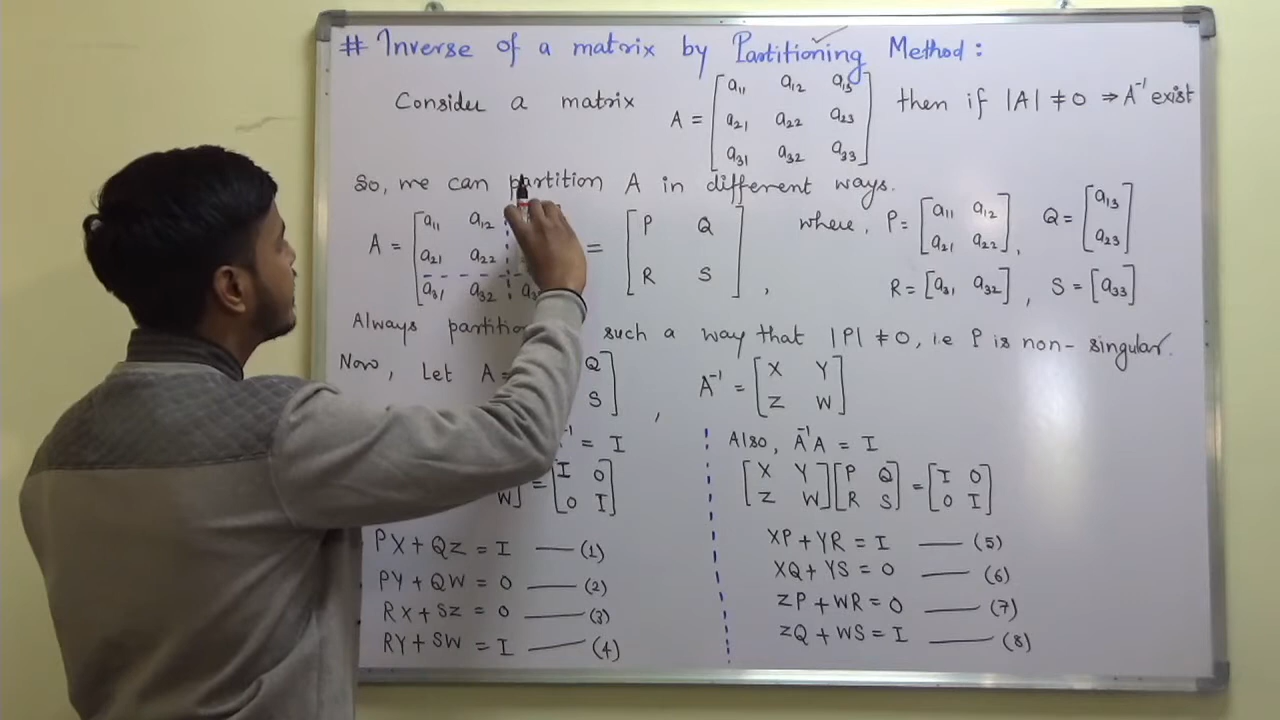 # Inverse of a matrix by Partitioning Method :
Consider a matrix A = [a11 a12 a13 then if |A| ≠ 0 ⇒ A⁻¹ exist
a21 a22 a23
a31 a32 a33]
So, we can partition A in different ways.
A = [a11 a12
a21 a22
a31 a32 = [P Q
R S] , where, P = [a11 a12
a21 a22] , Q = [a13
a23]
R = [a31 a32] , S = [a33]
Always partition such a way that |P| ≠ 0, i.e P is non-singular.
Now, Let A = Q
S] , A⁻¹ = [X Y
Z W]
⁻¹ = I
W] = [I 0
0 I]
PX + QZ = I —— (1)
PY + QW = 0 —— (2)
RX + SZ = 0 —— (3)
RY + SW = I —— (4)
Also, A⁻¹A = I
[X Y
Z W] [P Q
R S] = [I 0
0 I]
XP + YR = I —— (5)
XQ + YS = 0 —— (6)
ZP + WR = 0 —— (7)
ZQ + WS = I —— (8)